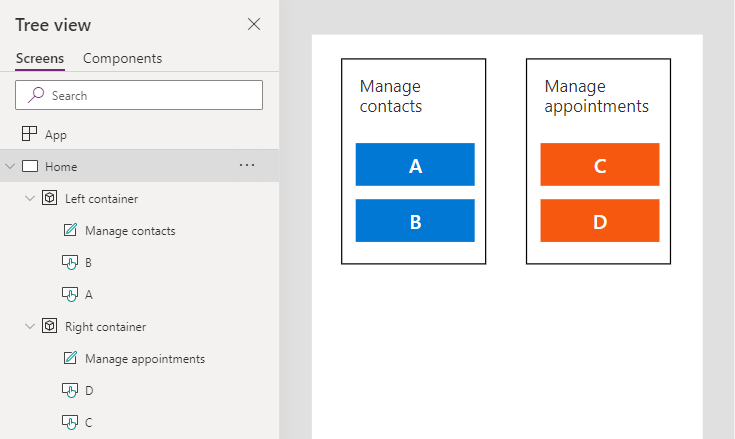 Tree view
Screens Components
Search
App
Home
Left container
Manage contacts
B
A
Right container
Manage appointments
D
C
Manage
contacts
A
B
Manage
appointments
C
D